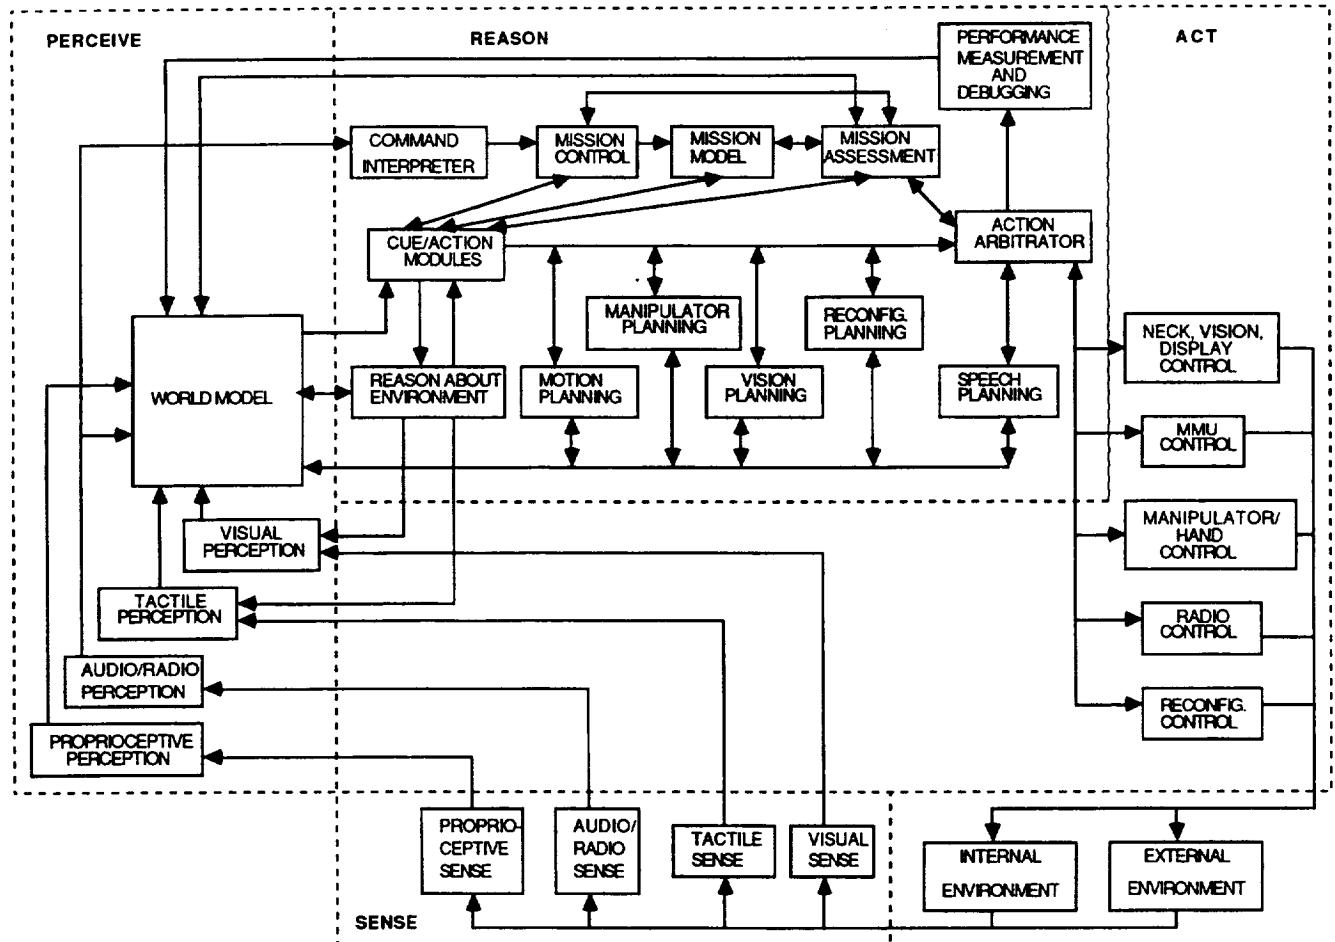 PERCEIVE
REASON
ACT
PERFORMANCE
MEASUREMENT
AND
DEBUGGING
COMMAND
INTERPRETER
MISSION
CONTROL
MISSION
MODEL
MISSION
ASSESSMENT
CUE/ACTION
MODULES
ACTION
ARBITRATOR
MANIPULATOR
PLANNING
RECONFIG.
PLANNING
WORLD MODEL
REASON ABOUT
ENVIRONMENT
MOTION
PLANNING
VISION
PLANNING
SPEECH
PLANNING
NECK, VISION,
DISPLAY
CONTROL
MMU
CONTROL
MANIPULATOR/
HAND
CONTROL
RADIO
CONTROL
RECONFIG.
CONTROL
VISUAL
PERCEPTION
TACTILE
PERCEPTION
AUDIO/RADIO
PERCEPTION
PROPRIOCEPTIVE
PERCEPTION
PROPRIO-
CEPTIVE
SENSE
AUDIO/
RADIO
SENSE
TACTILE
SENSE
VISUAL
SENSE
INTERNAL
ENVIRONMENT
EXTERNAL
ENVIRONMENT
SENSE